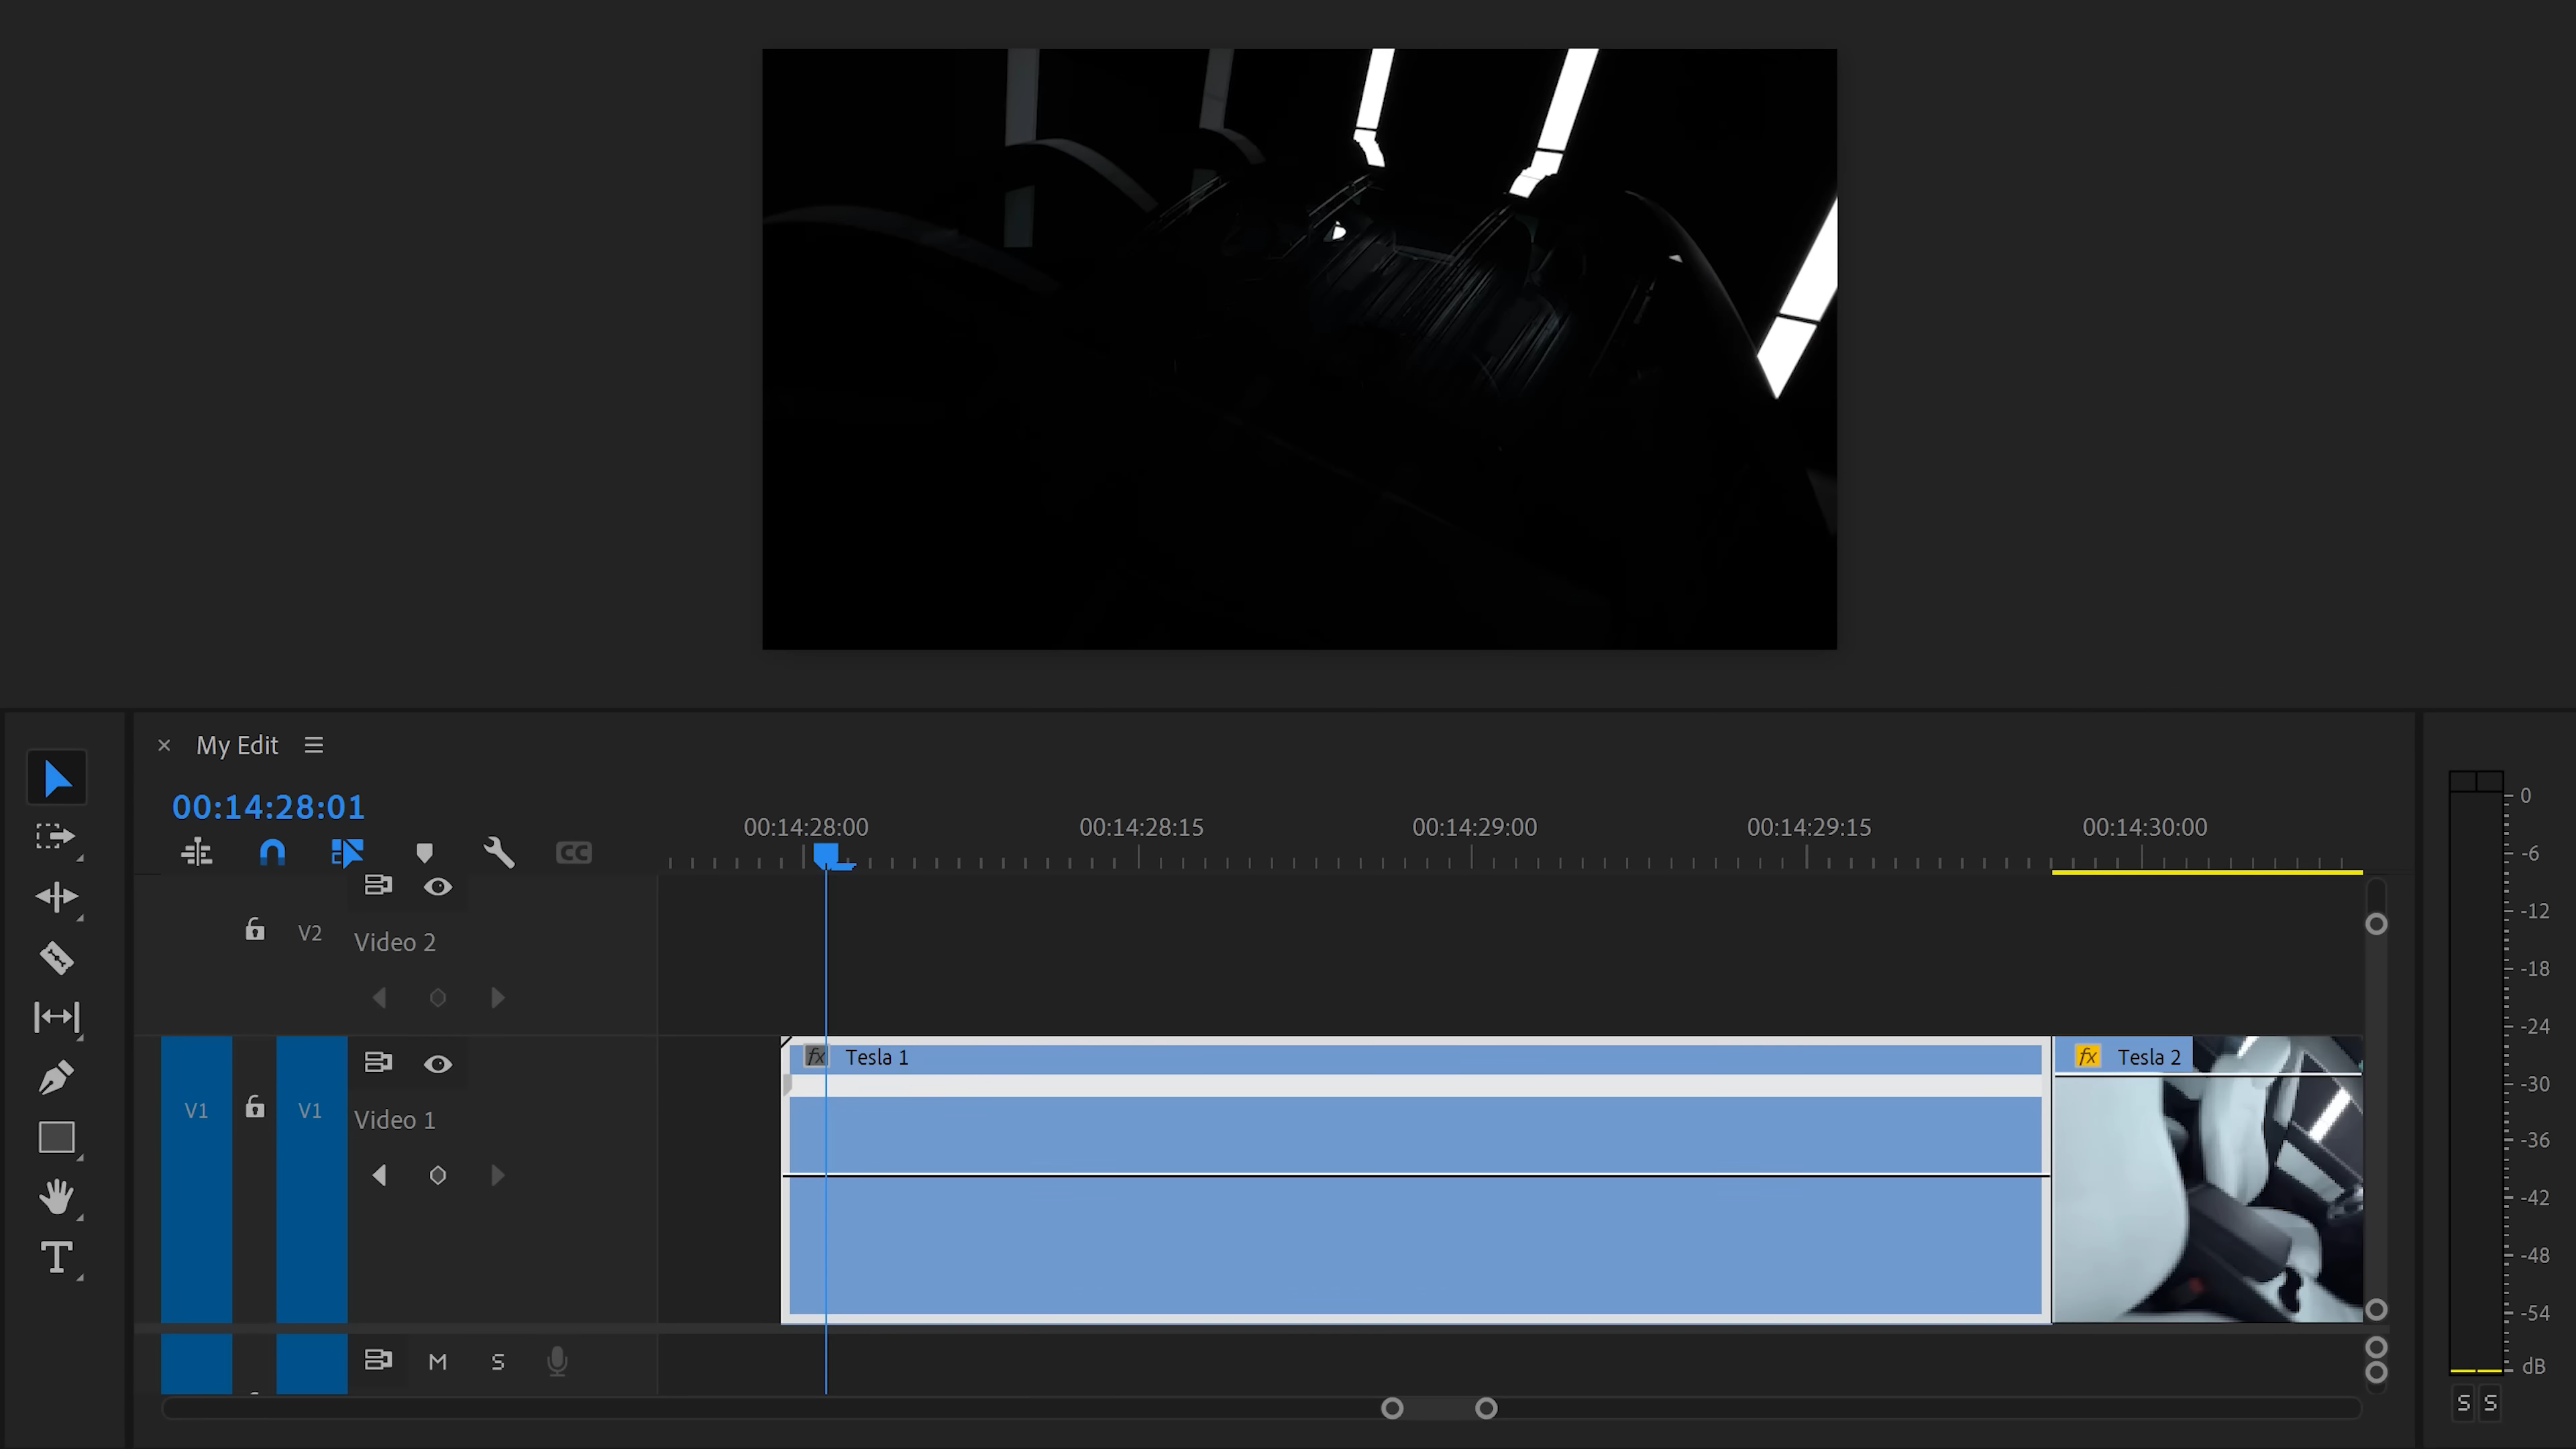 My Edit
00:14:28:01
00:14:28:00 00:14:28:15 00:14:29:00 00:14:29:15 00:14:30:00
CC
V2 Video 2
fx Tesla 1 fx Tesla 2
V1 V1 Video 1
M S
T
0
-6
-12
-18
-24
-30
-36
-42
-48
-54
dB
S S